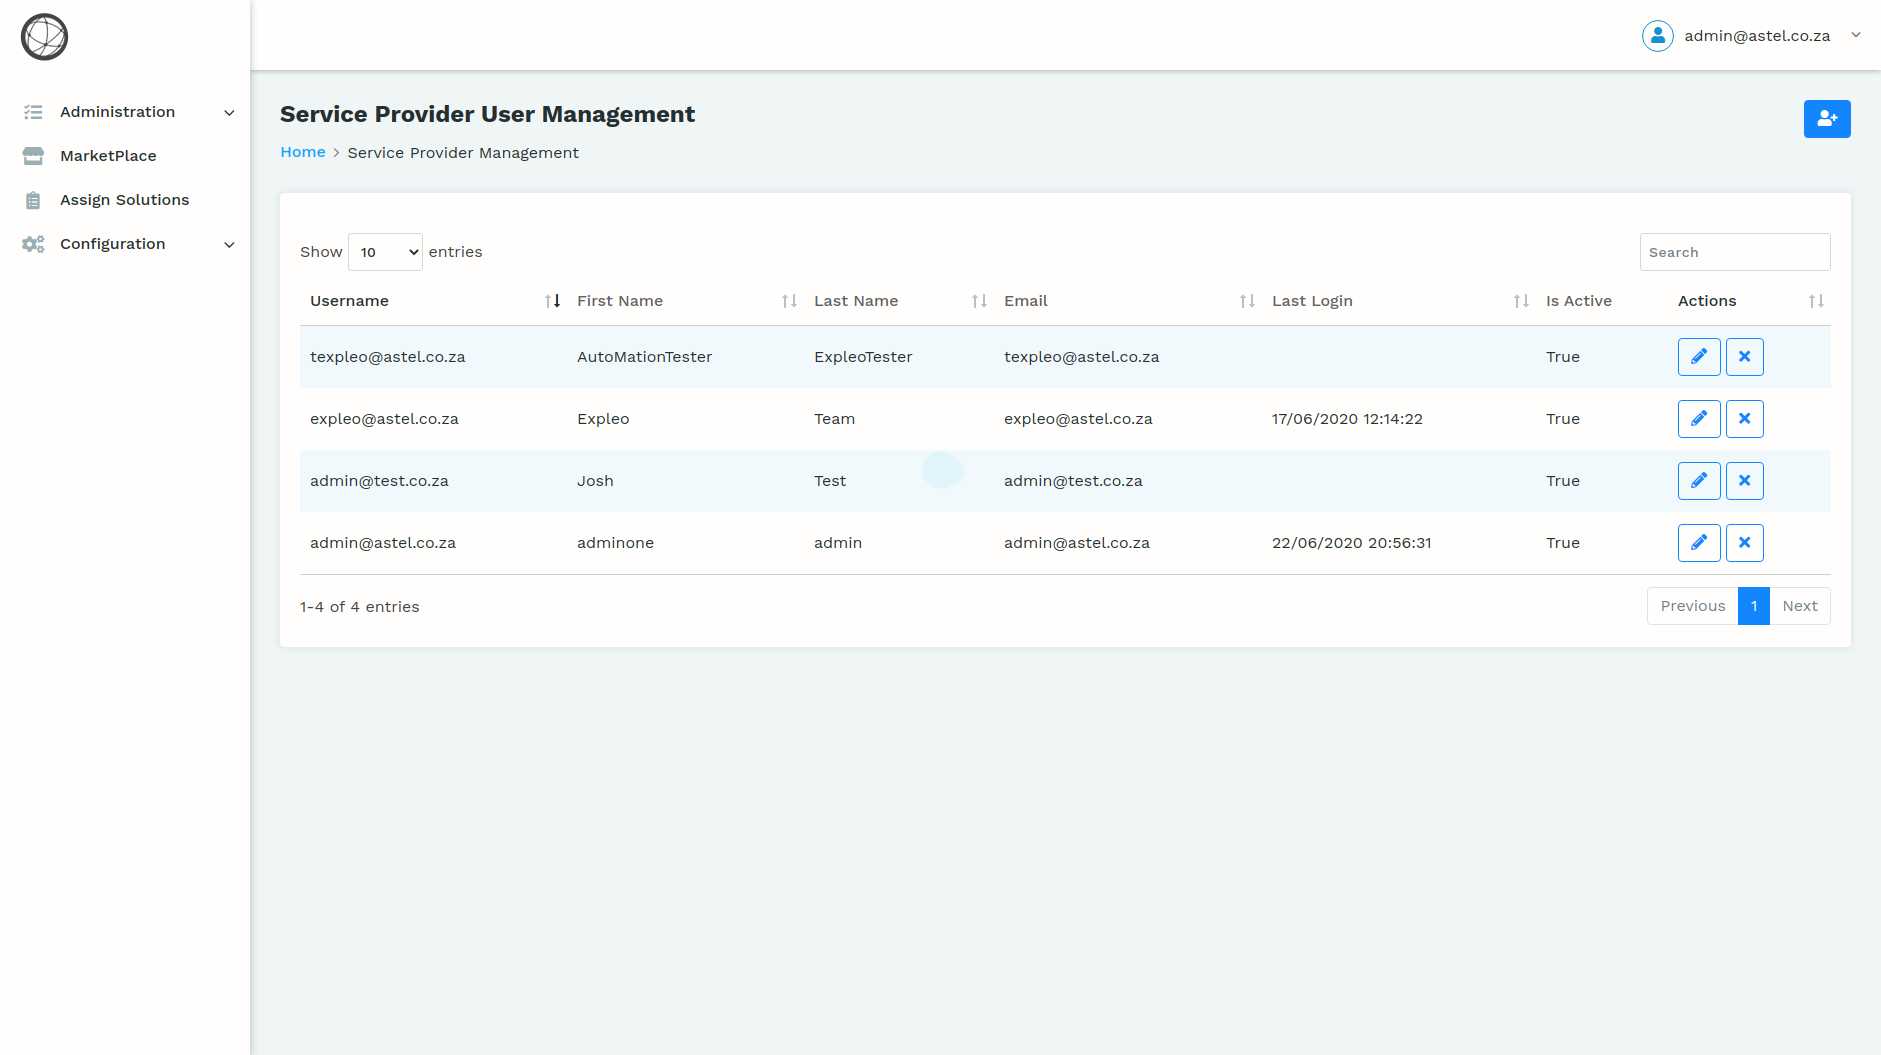 admin@astel.co.za
Administration
MarketPlace
Assign Solutions
Configuration
Service Provider User Management
Home > Service Provider Management
Show 10 entries
Search
Username First Name Last Name Email Last Login Is Active Actions
texpleo@astel.co.za AutoMationTester ExpleoTester texpleo@astel.co.za True
expleo@astel.co.za Expleo Team expleo@astel.co.za 17/06/2020 12:14:22 True
admin@test.co.za Josh Test admin@test.co.za True
admin@astel.co.za adminone admin admin@astel.co.za 22/06/2020 20:56:31 True
1-4 of 4 entries
Previous 1 Next